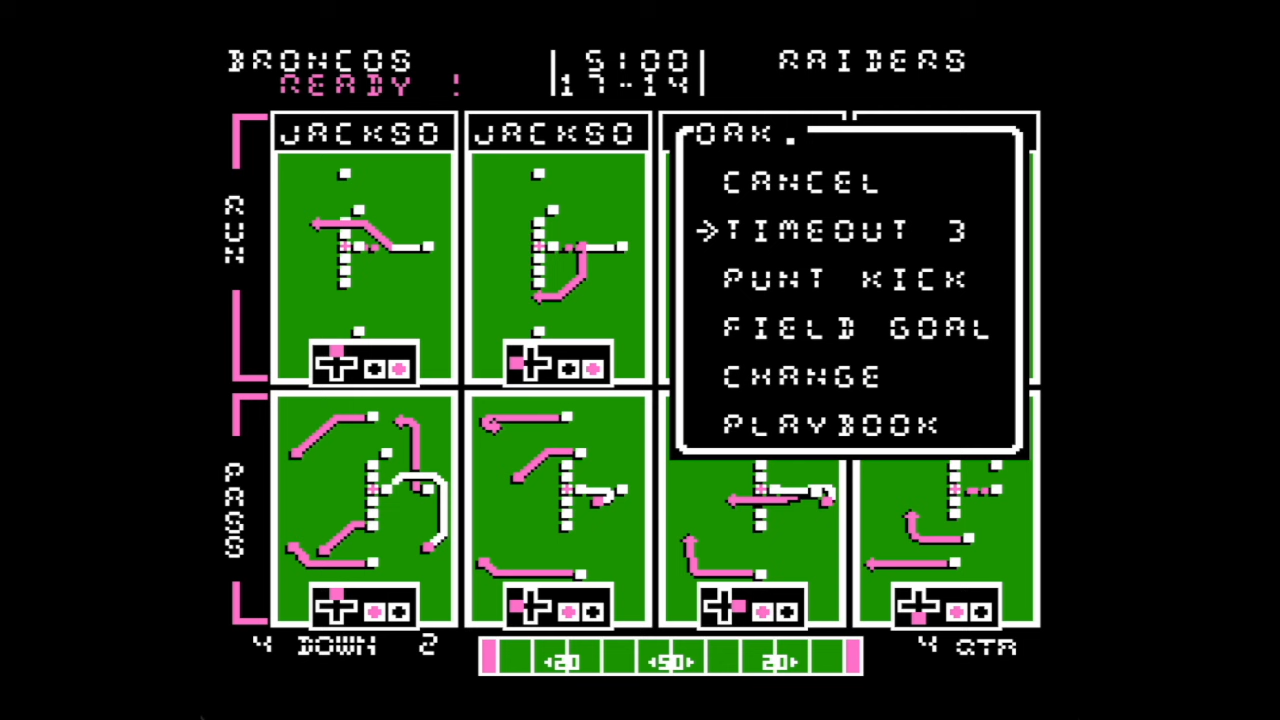 BRONCOS 5:00 RAIDERS
READY ! 17-14
JACKSO JACKSO OAK.
CANCEL
TIMEOUT 3
PUNT KICK
FIELD GOAL
CHANGE
PLAYBOOK
RUN
PASS
4 DOWN 2 20 50 20 4 QTR